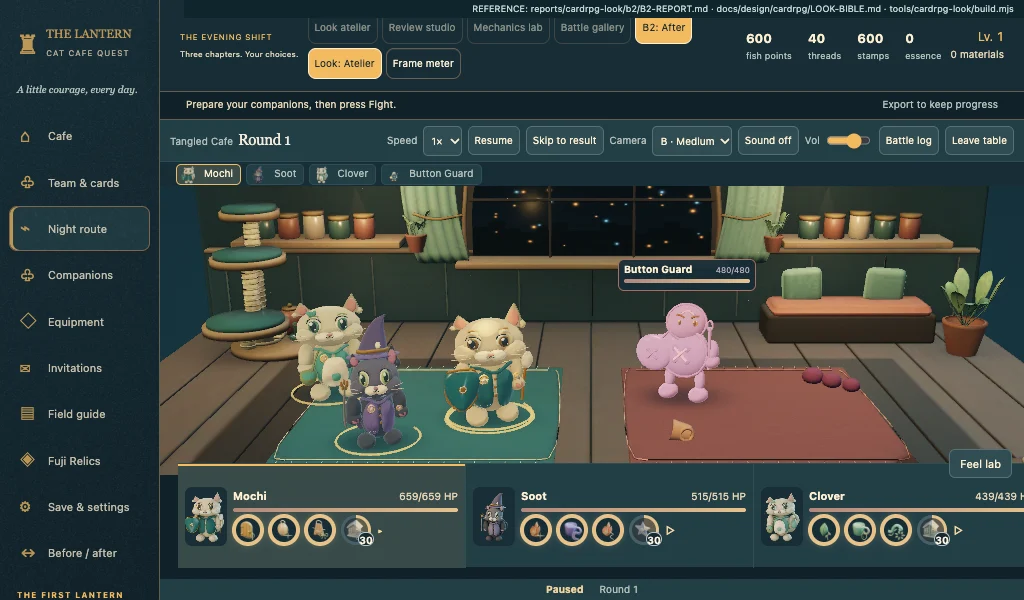 REFERENCE: reports/cardrpg-look/b2/B2-REPORT.md · docs/design/cardrpg/LOOK-BIBLE.md · tools/cardrpg-look/build.mjs
THE LANTERN
CAT CAFE QUEST
A little courage, every day.
Cafe
Team & cards
Night route
Companions
Equipment
Invitations
Field guide
Fuji Relics
Save & settings
Before / after
THE FIRST LANTERN
THE EVENING SHIFT
Three chapters. Your choices.
Look atelier
Review studio
Mechanics lab
Battle gallery
B2: After
Look: Atelier
Frame meter
600
fish points
40
threads
600
stamps
0
essence
Lv. 1
0 materials
Prepare your companions, then press Fight.
Export to keep progress
Tangled Cafe Round 1
Speed
1x
Resume
Skip to result
Camera
B · Medium
Sound off
Vol
Battle log
Leave table
Mochi
Soot
Clover
Button Guard
Button Guard 480/480
Feel lab
Mochi 659/659 HP
30
Soot 515/515 HP
30
Clover 439/439 H
30
Paused Round 1